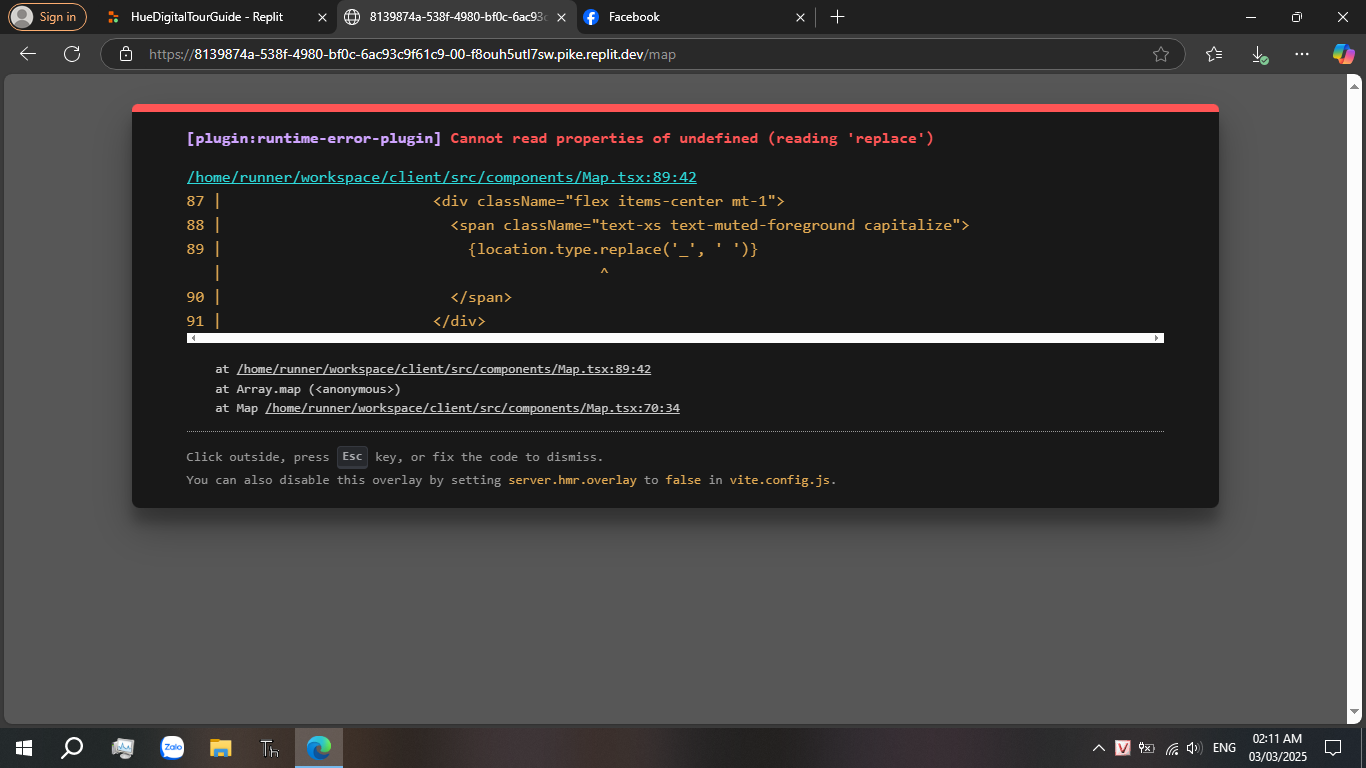 Sign in
HueDigitalTourGuide - Replit
8139874a-538f-4980-bf0c-6ac93c
Facebook
https://8139874a-538f-4980-bf0c-6ac93c9f61c9-00-f8ouh5utl7sw.pike.replit.dev/map
[plugin:runtime-error-plugin] Cannot read properties of undefined (reading 'replace')
/home/runner/workspace/client/src/components/Map.tsx:89:42
87 | <div className="flex items-center mt-1">
88 | <span className="text-xs text-muted-foreground capitalize">
89 | {location.type.replace('_', ' ')}
| ^
90 | </span>
91 | </div>
at /home/runner/workspace/client/src/components/Map.tsx:89:42
at Array.map (<anonymous>)
at Map /home/runner/workspace/client/src/components/Map.tsx:70:34
Click outside, press Esc key, or fix the code to dismiss.
You can also disable this overlay by setting server.hmr.overlay to false in vite.config.js.
Zalo
Th
V
ENG
02:11 AM
03/03/2025